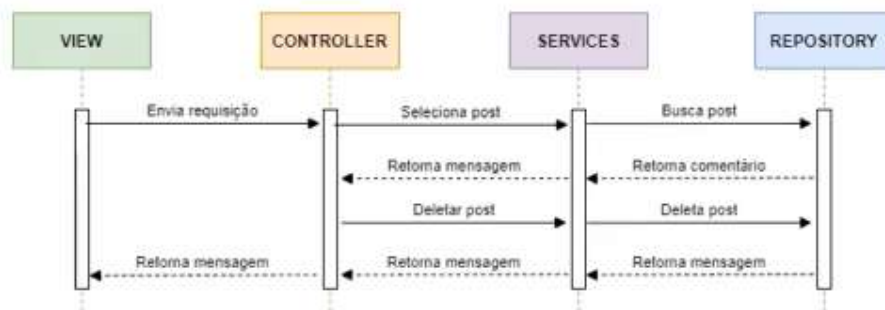 VIEW
CONTROLLER
SERVICES
REPOSITORY
Envia requisição
Seleciona post
Busca post
Retorna mensagem
Retorna comentário
Deletar post
Deleta post
Retorna mensagem
Retorna mensagem
Retorna mensagem